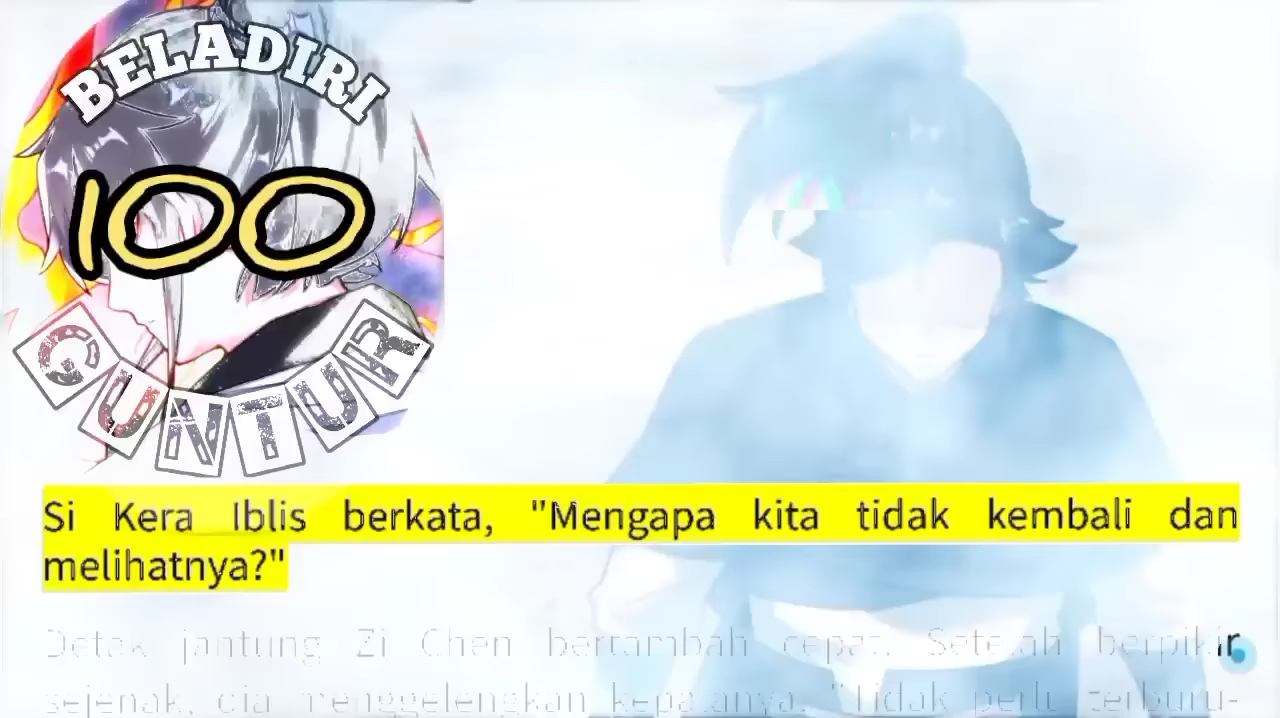 BELADIRI
100
GUNTUR
Si Kera Iblis berkata, "Mengapa kita tidak kembali dan
melihatnya?"
Detak jantung Zi Chen bertambah cepat. Setelah berpikir
sejenak, dia menggelengkan kepalanya. "Tidak perlu terburu-